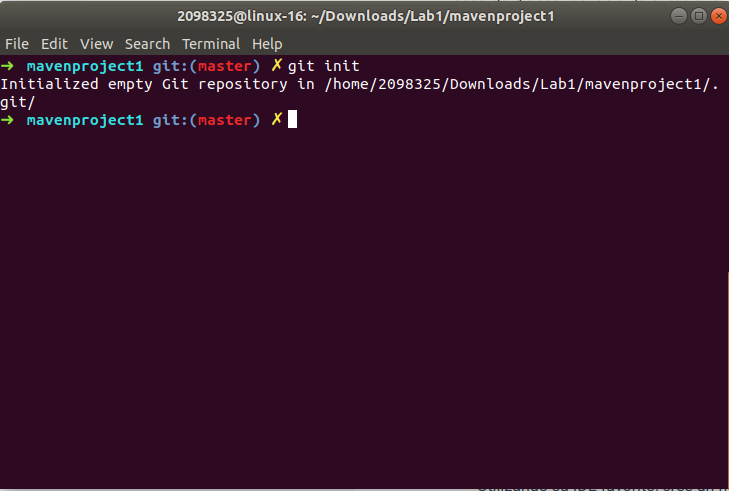 2098325@linux-16: ~/Downloads/Lab1/mavenproject1
File Edit View Search Terminal Help
➜ mavenproject1 git:(master) ✗ git init
Initialized empty Git repository in /home/2098325/Downloads/Lab1/mavenproject1/.
git/
➜ mavenproject1 git:(master) ✗